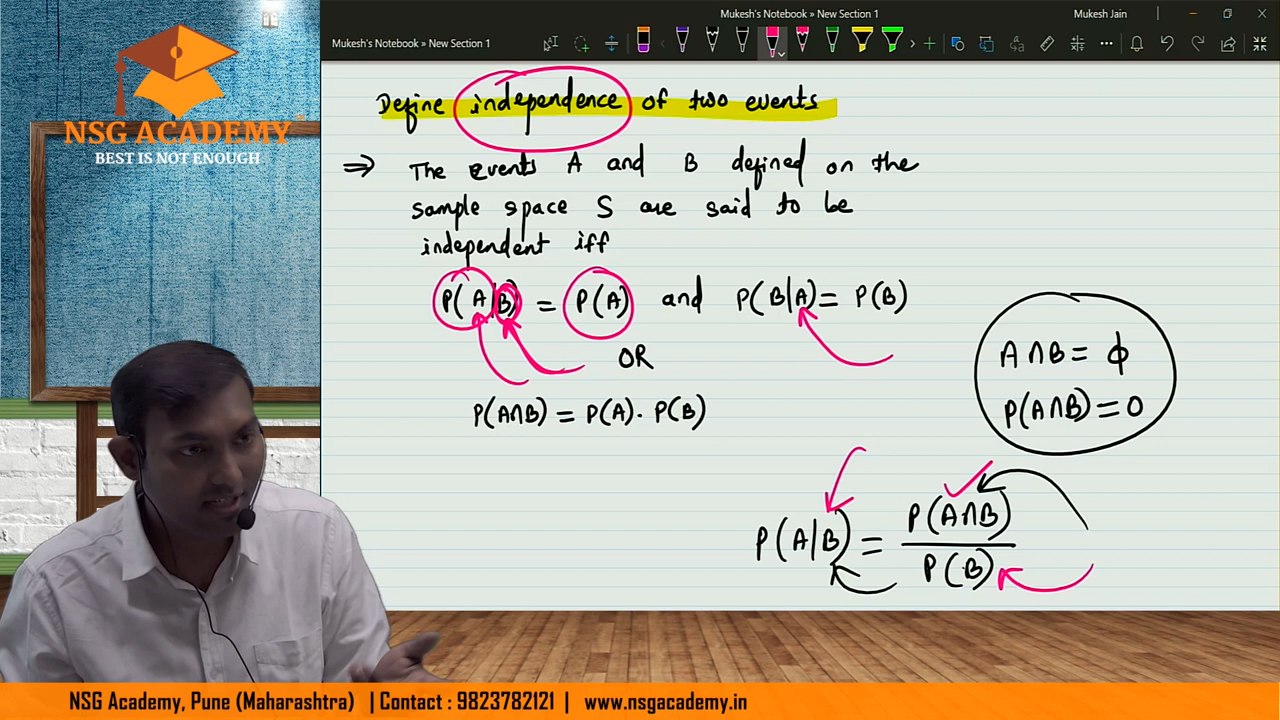 Mukesh's Notebook » New Section 1
Mukesh Jain
Mukesh's Notebook » New Section 1
NSG ACADEMY
BEST IS NOT ENOUGH
Define independence of two events
⇒ The events A and B defined on the
sample space S are said to be
independent iff
P(A|B) = P(A) and P(B|A) = P(B)
OR
P(A∩B) = P(A). P(B)
A∩B = ϕ
P(A∩B) = 0
P(A|B) = P(A∩B) / P(B)
NSG Academy, Pune (Maharashtra) | Contact : 9823782121 | www.nsgacademy.in